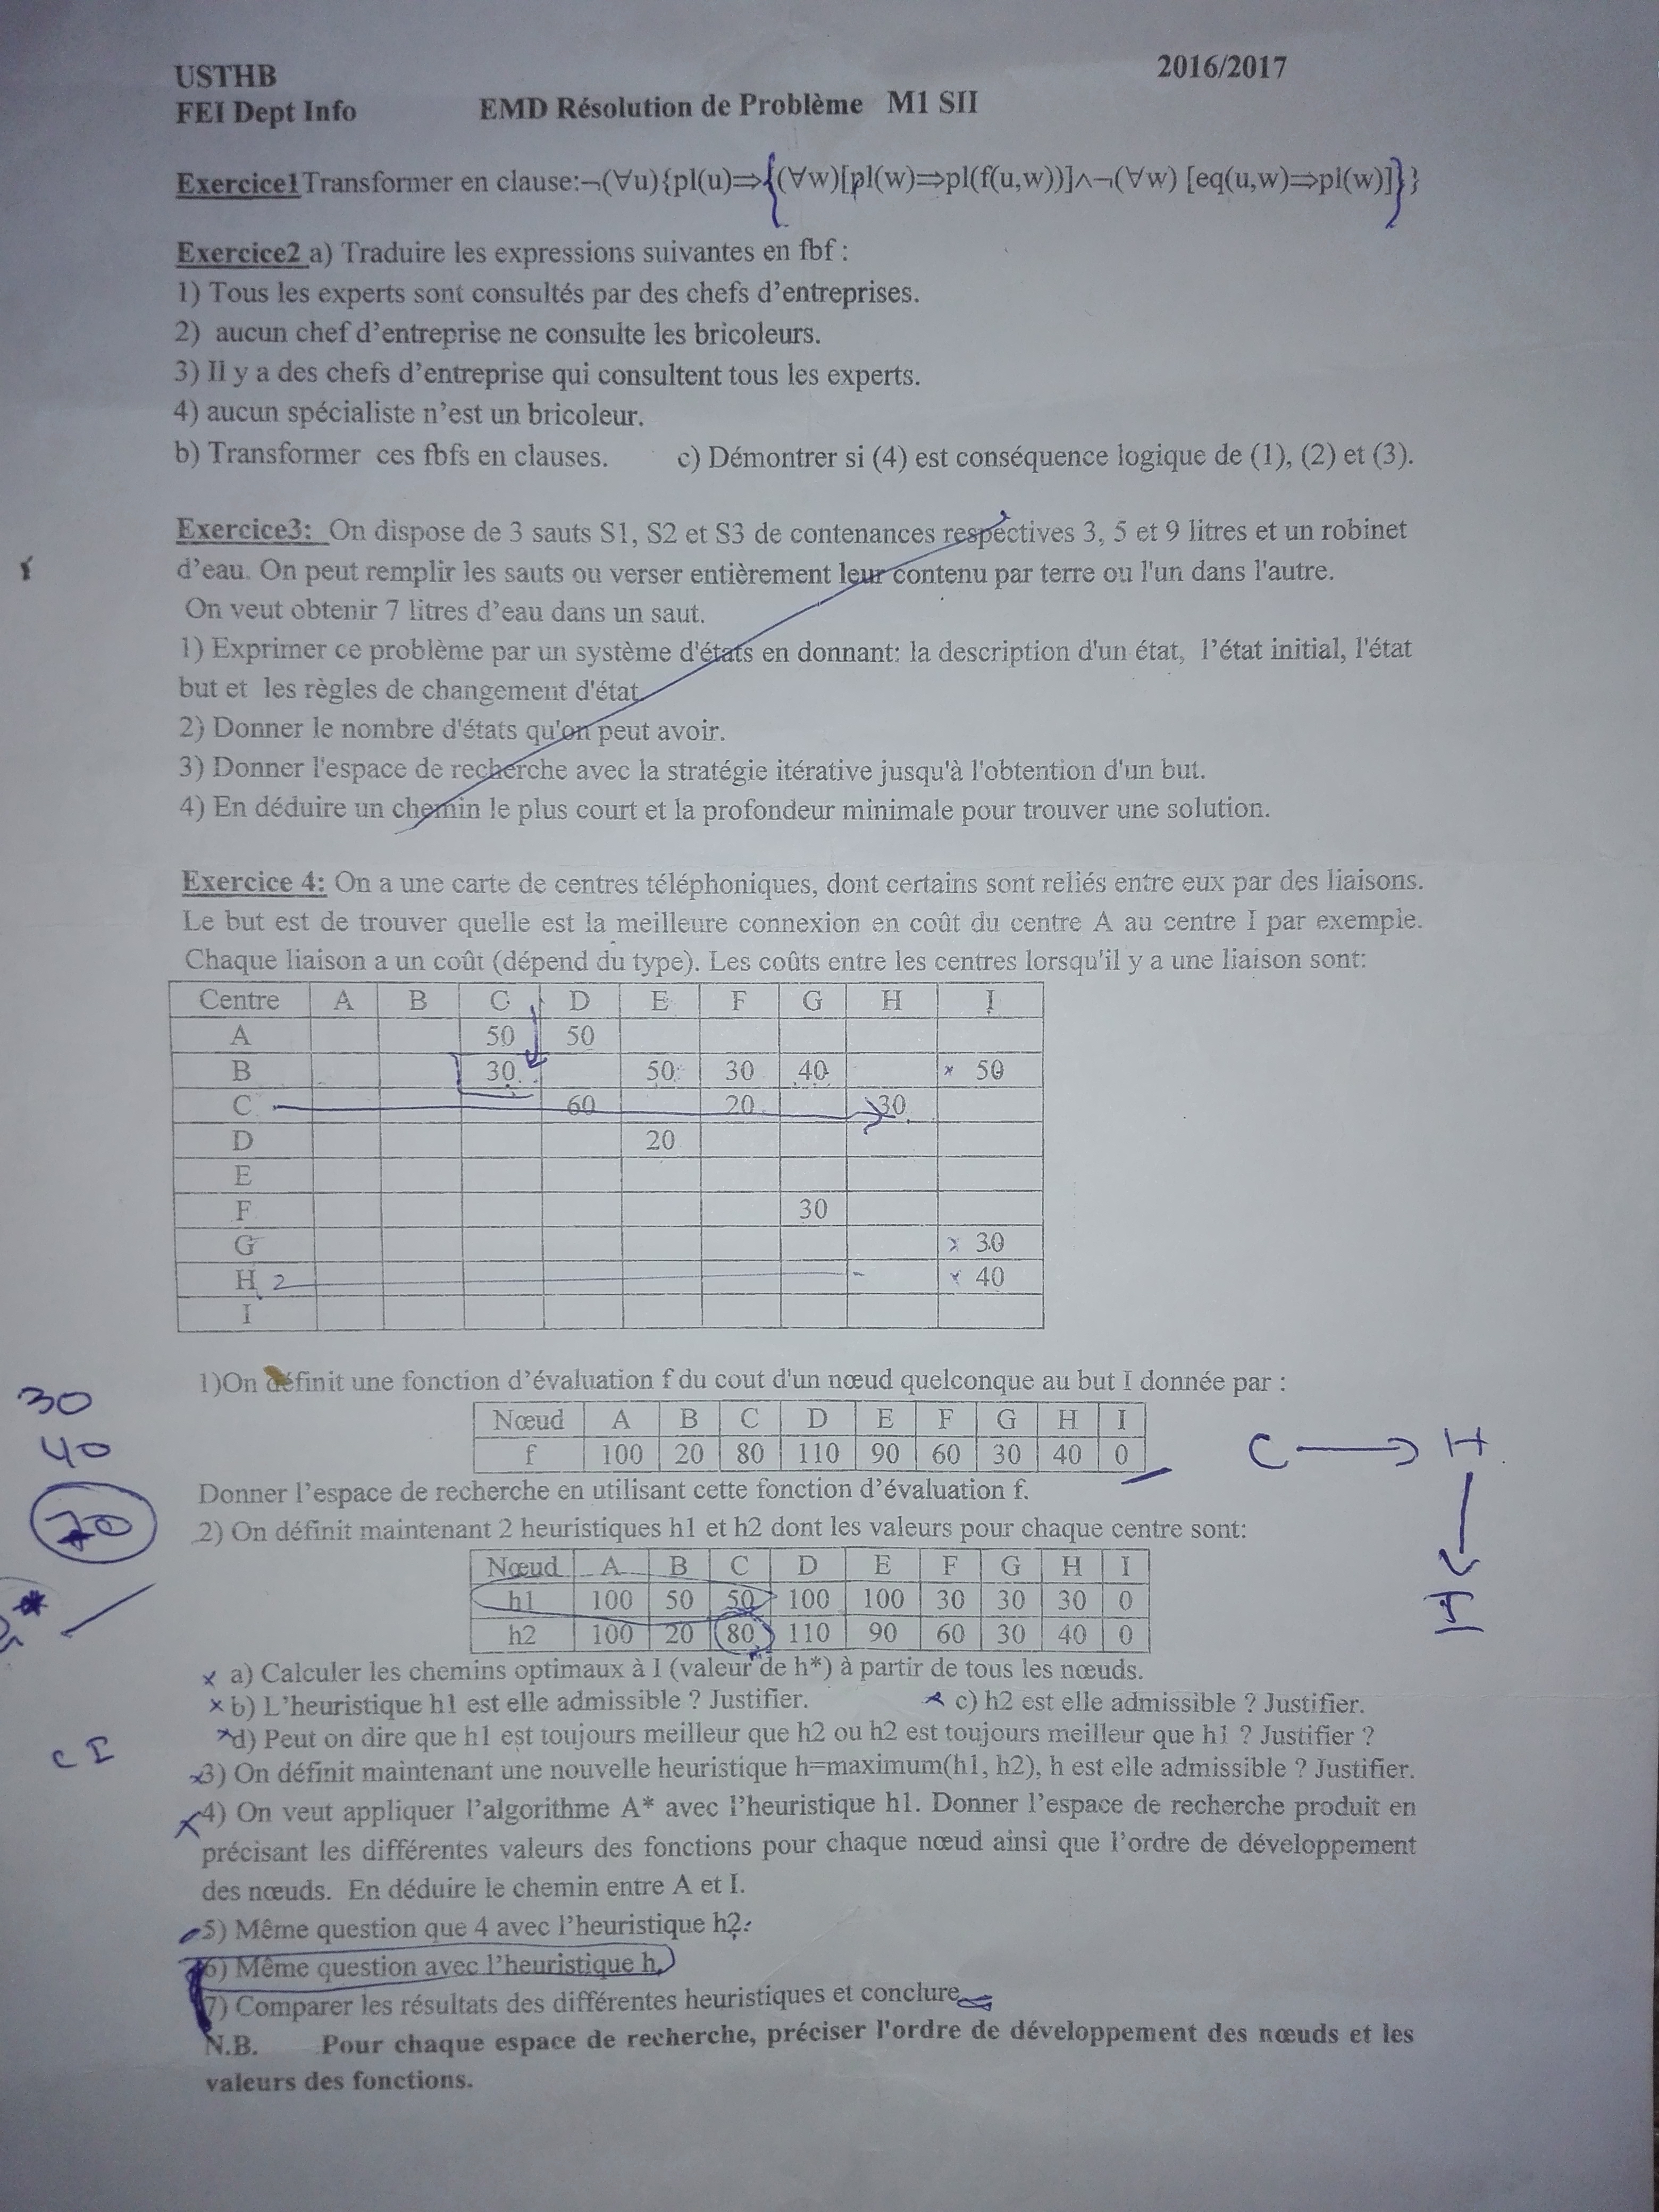 USTHB 2016/2017
FEI Dept Info EMD Résolution de Problème M1 SII
Exercice1 Transformer en clause:¬(∀u){pl(u)⇒{(∀w)[pl(w)⇒pl(f(u,w))]∧¬(∀w) [eq(u,w)⇒pl(w)]}}
Exercice2 a) Traduire les expressions suivantes en fbf :
1) Tous les experts sont consultés par des chefs d'entreprises.
2) aucun chef d'entreprise ne consulte les bricoleurs.
3) Il y a des chefs d'entreprise qui consultent tous les experts.
4) aucun spécialiste n'est un bricoleur.
b) Transformer ces fbfs en clauses. c) Démontrer si (4) est conséquence logique de (1), (2) et (3).
Exercice3: On dispose de 3 sauts S1, S2 et S3 de contenances respectives 3, 5 et 9 litres et un robinet
d'eau. On peut remplir les sauts ou verser entièrement leur contenu par terre ou l'un dans l'autre.
On veut obtenir 7 litres d'eau dans un saut.
1) Exprimer ce problème par un système d'états en donnant: la description d'un état, l'état initial, l'état
but et les règles de changement d'état.
2) Donner le nombre d'états qu'on peut avoir.
3) Donner l'espace de recherche avec la stratégie itérative jusqu'à l'obtention d'un but.
4) En déduire un chemin le plus court et la profondeur minimale pour trouver une solution.
Exercice 4: On a une carte de centres téléphoniques, dont certains sont reliés entre eux par des liaisons.
Le but est de trouver quelle est la meilleure connexion en coût du centre A au centre I par exemple.
Chaque liaison a un coût (dépend du type). Les coûts entre les centres lorsqu'il y a une liaison sont:
Centre A B C D E F G H I
A 50 50
B 30 50 30 40 x 50
C 60 20 30
D 20
E
F 30
G x 30
H 2 x 40
I
1)On définit une fonction d'évaluation f du cout d'un nœud quelconque au but I donnée par :
30
Nœud A B C D E F G H I
40
f 100 20 80 110 90 60 30 40 0
C → H
Donner l'espace de recherche en utilisant cette fonction d'évaluation f.
70
2) On définit maintenant 2 heuristiques h1 et h2 dont les valeurs pour chaque centre sont:
Nœud A B C D E F G H I
h1 100 50 50 100 100 30 30 30 0
I
h2 100 20 80 110 90 60 30 40 0
x a) Calculer les chemins optimaux à I (valeur de h*) à partir de tous les nœuds.
x b) L'heuristique h1 est elle admissible ? Justifier. x c) h2 est elle admissible ? Justifier.
x d) Peut on dire que h1 est toujours meilleur que h2 ou h2 est toujours meilleur que h1 ? Justifier ?
C I
x 3) On définit maintenant une nouvelle heuristique h=maximum(h1, h2), h est elle admissible ? Justifier.
x 4) On veut appliquer l'algorithme A* avec l'heuristique h1. Donner l'espace de recherche produit en
précisant les différentes valeurs des fonctions pour chaque nœud ainsi que l'ordre de développement
des nœuds. En déduire le chemin entre A et I.
5) Même question que 4 avec l'heuristique h2.
6) Même question avec l'heuristique h.
7) Comparer les résultats des différentes heuristiques et conclure
N.B. Pour chaque espace de recherche, préciser l'ordre de développement des nœuds et les
valeurs des fonctions.